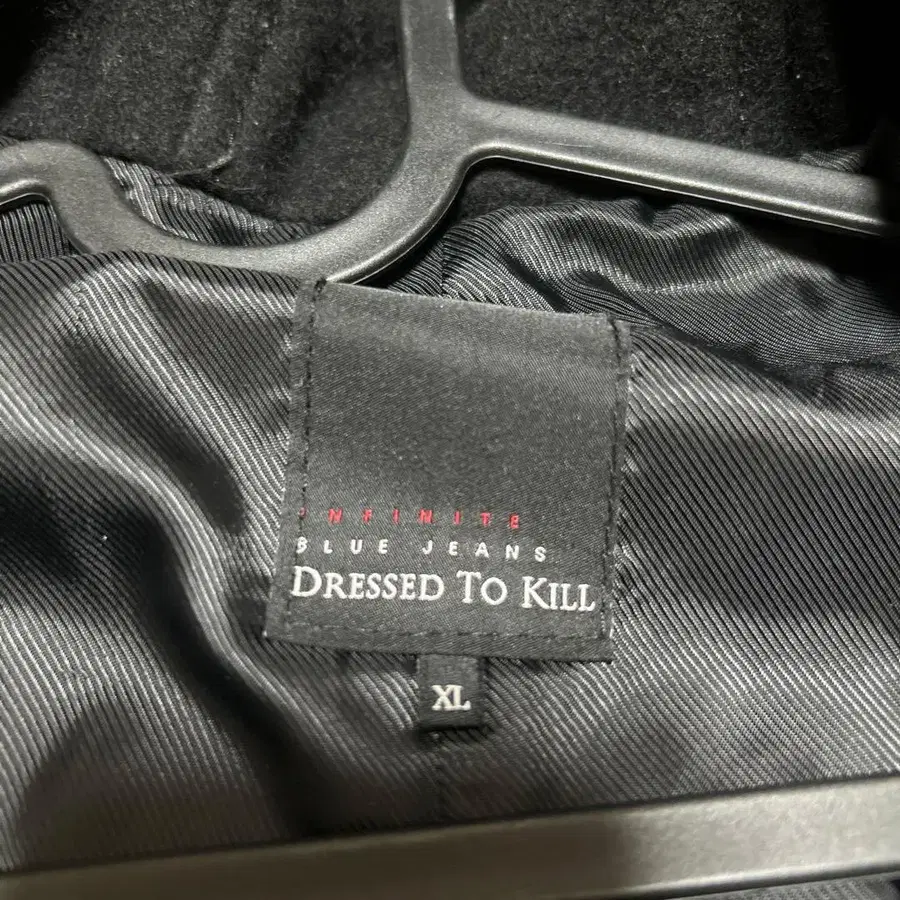 INFINITE
BLUE JEANS
DRESSED TO KILL
XL